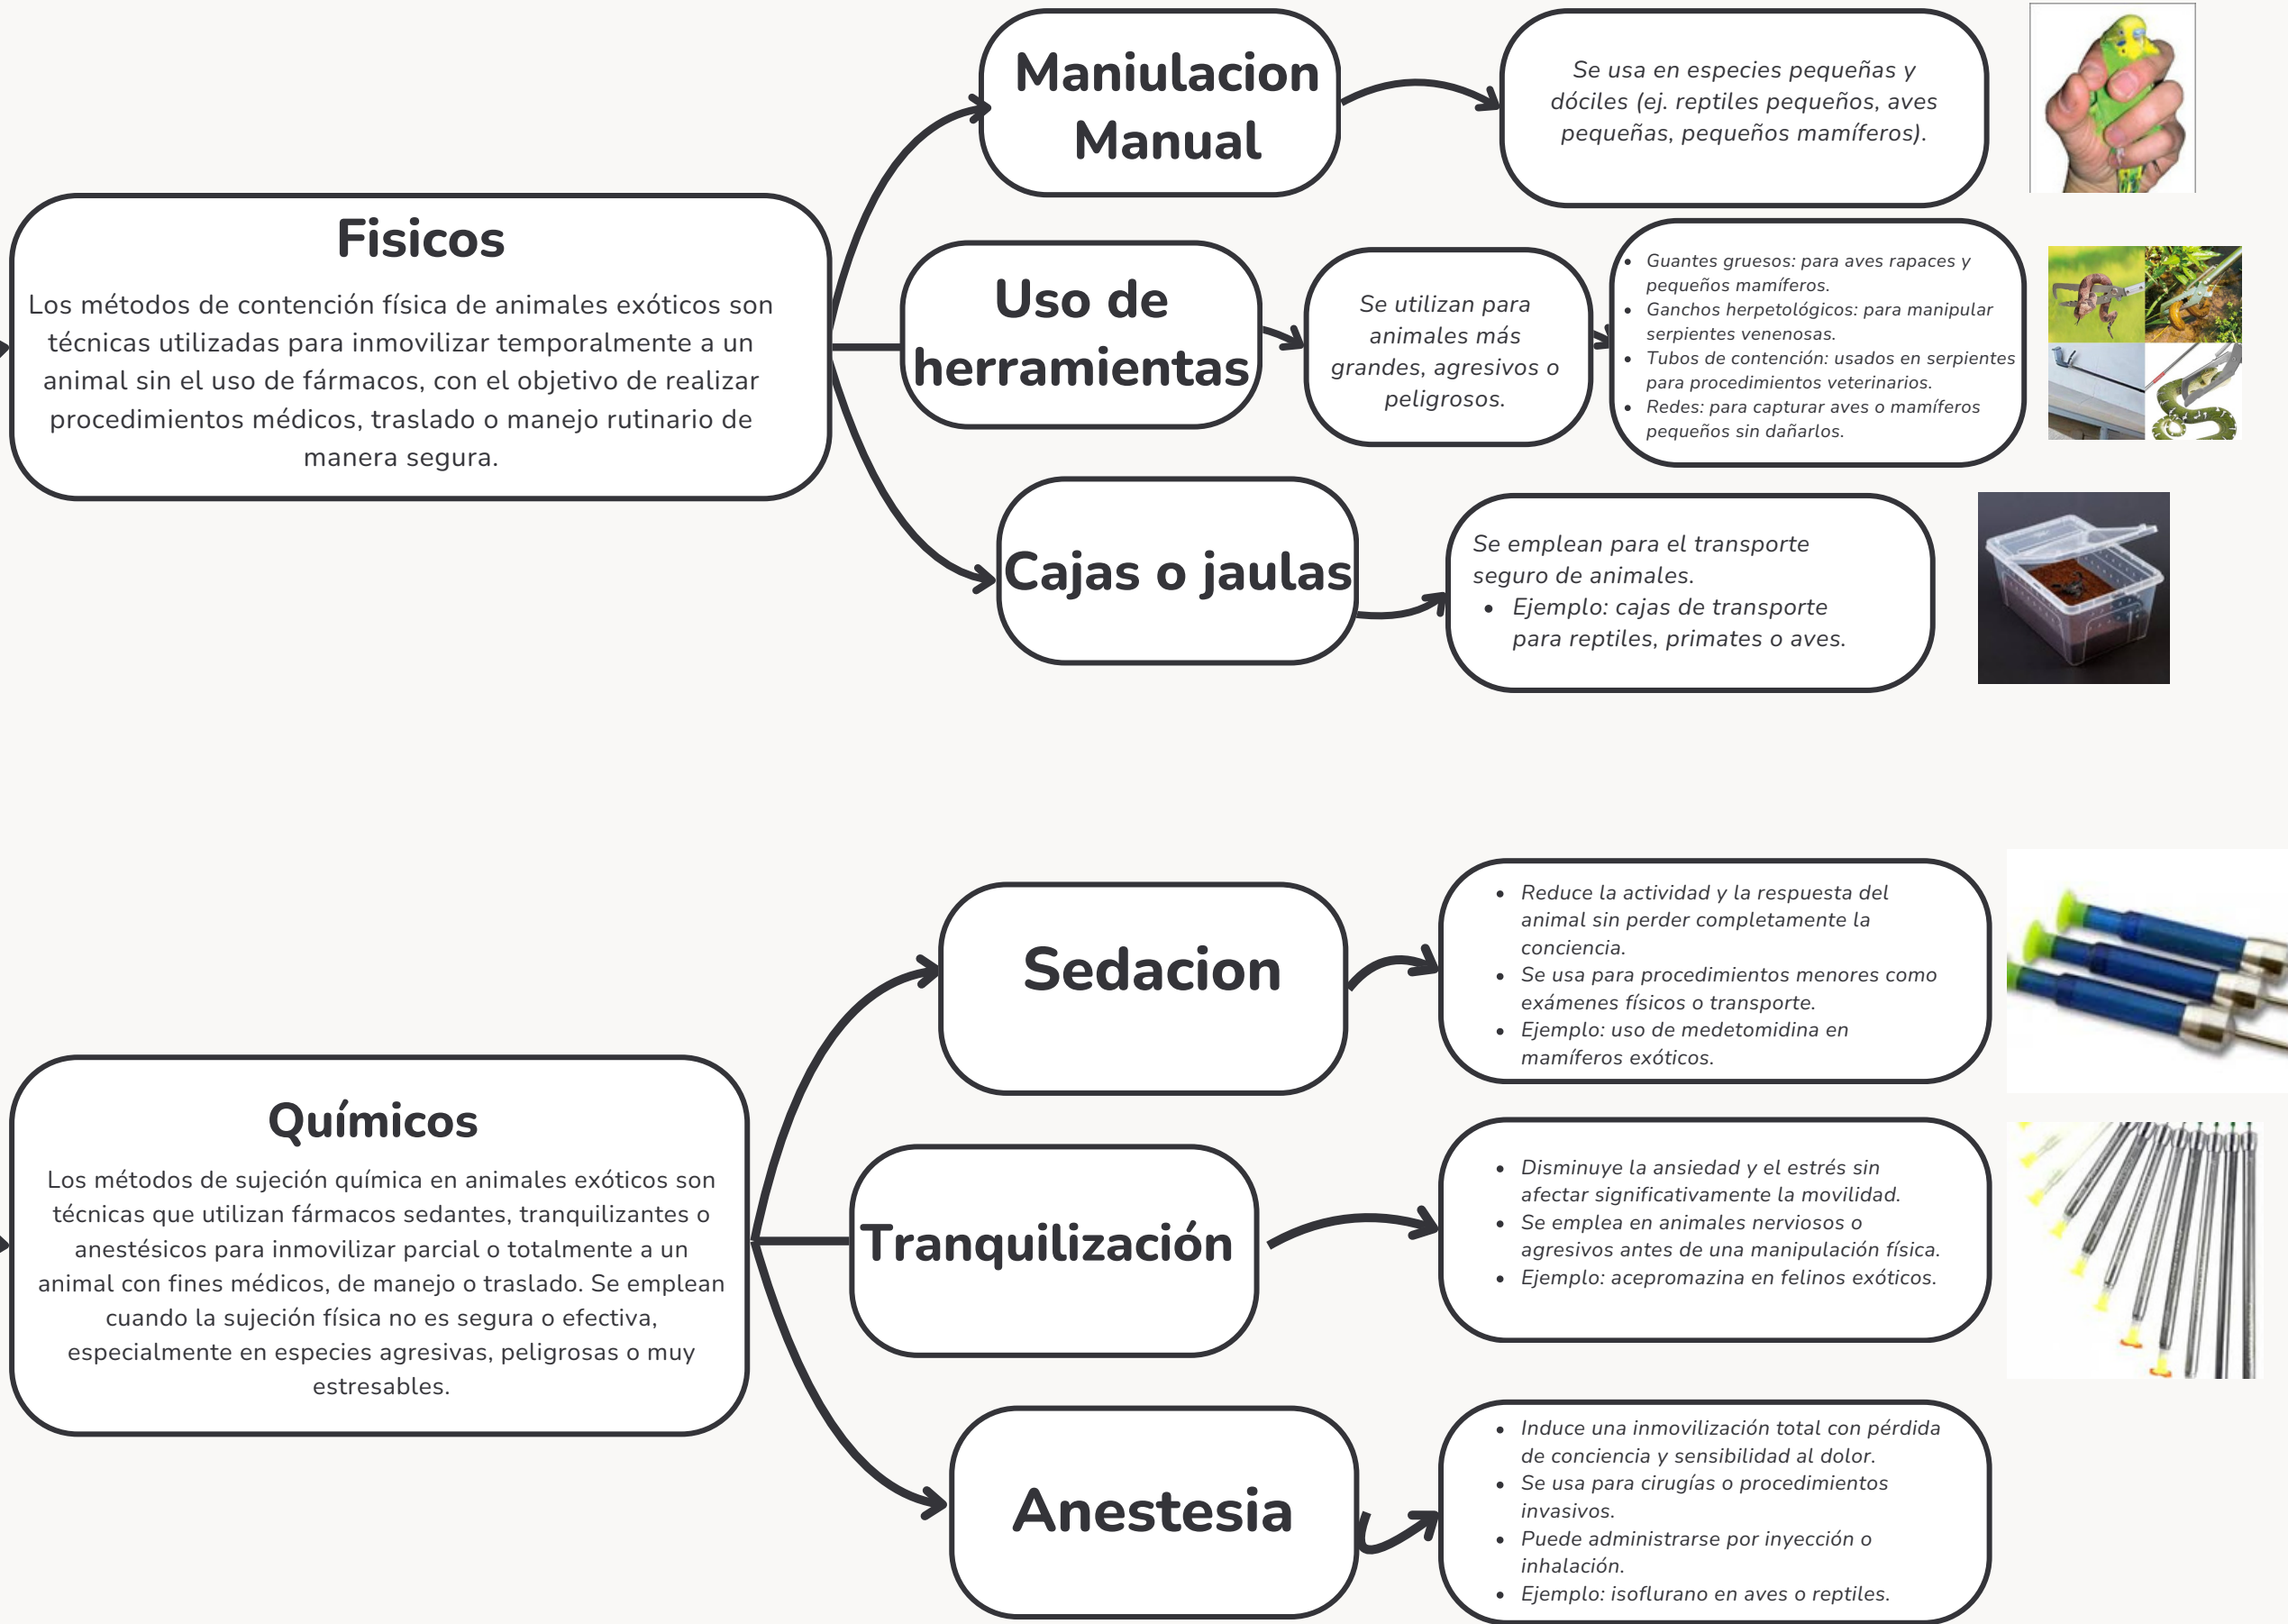 Fisicos
Los métodos de contención física de animales exóticos son
técnicas utilizadas para inmovilizar temporalmente a un
animal sin el uso de fármacos, con el objetivo de realizar
procedimientos médicos, traslado o manejo rutinario de
manera segura.
Maniulacion
Manual
Se usa en especies pequeñas y
dóciles (ej. reptiles pequeños, aves
pequeñas, pequeños mamíferos).
Uso de
herramientas
Se utilizan para
animales más
grandes, agresivos o
peligrosos.
• Guantes gruesos: para aves rapaces y
pequeños mamíferos.
• Ganchos herpetológicos: para manipular
serpientes venenosas.
• Tubos de contención: usados en serpientes
para procedimientos veterinarios.
• Redes: para capturar aves o mamíferos
pequeños sin dañarlos.
Cajas o jaulas
Se emplean para el transporte
seguro de animales.
• Ejemplo: cajas de transporte
para reptiles, primates o aves.
Químicos
Los métodos de sujeción química en animales exóticos son
técnicas que utilizan fármacos sedantes, tranquilizantes o
anestésicos para inmovilizar parcial o totalmente a un
animal con fines médicos, de manejo o traslado. Se emplean
cuando la sujeción física no es segura o efectiva,
especialmente en especies agresivas, peligrosas o muy
estresables.
Sedacion
• Reduce la actividad y la respuesta del
animal sin perder completamente la
conciencia.
• Se usa para procedimientos menores como
exámenes físicos o transporte.
• Ejemplo: uso de medetomidina en
mamíferos exóticos.
Tranquilización
• Disminuye la ansiedad y el estrés sin
afectar significativamente la movilidad.
• Se emplea en animales nerviosos o
agresivos antes de una manipulación física.
• Ejemplo: acepromazina en felinos exóticos.
Anestesia
• Induce una inmovilización total con pérdida
de conciencia y sensibilidad al dolor.
• Se usa para cirugías o procedimientos
invasivos.
• Puede administrarse por inyección o
inhalación.
• Ejemplo: isoflurano en aves o reptiles.